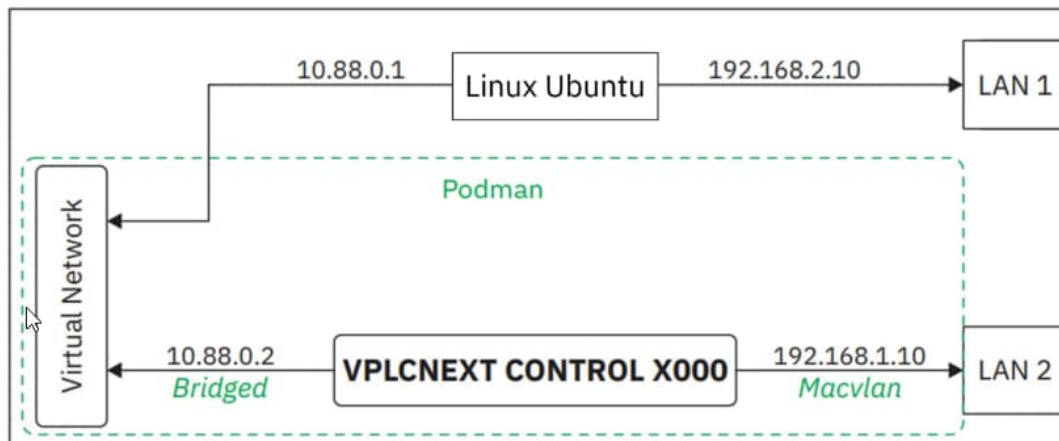 10.88.0.1
Linux Ubuntu
192.168.2.10
LAN 1
Podman
Virtual Network
10.88.0.2
Bridged
VPLCNEXT CONTROL X000
192.168.1.10
Macvlan
LAN 2